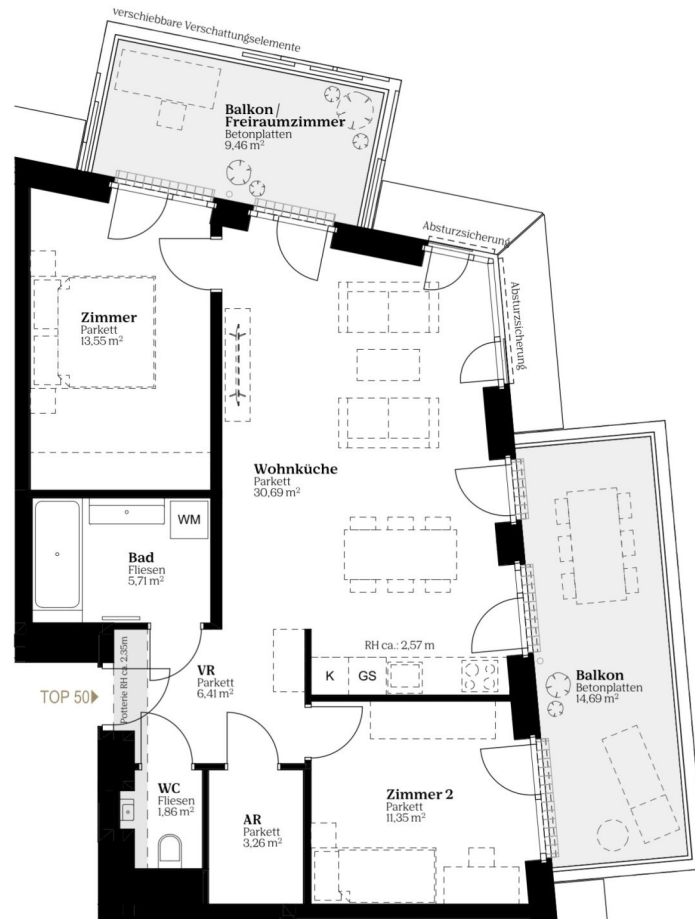 verschiebbare Verschattungselemente
Balkon/
Freiraumzimmer
Betonplatten
9,46 m²
Absturzsicherung
Absturzsicherung
Zimmer
Parkett
13,55 m²
Wohnküche
Parkett
30,69 m²
WM
Bad
Fliesen
5,71 m²
RH ca.: 2,57 m
K
GS
Potterie RH ca. 2.35m
VR
Parkett
6,41 m²
TOP 50
Balkon
Betonplatten
14,69 m²
WC
Fliesen
1,86 m²
AR
Parkett
3,26 m²
Zimmer 2
Parkett
11,35 m²